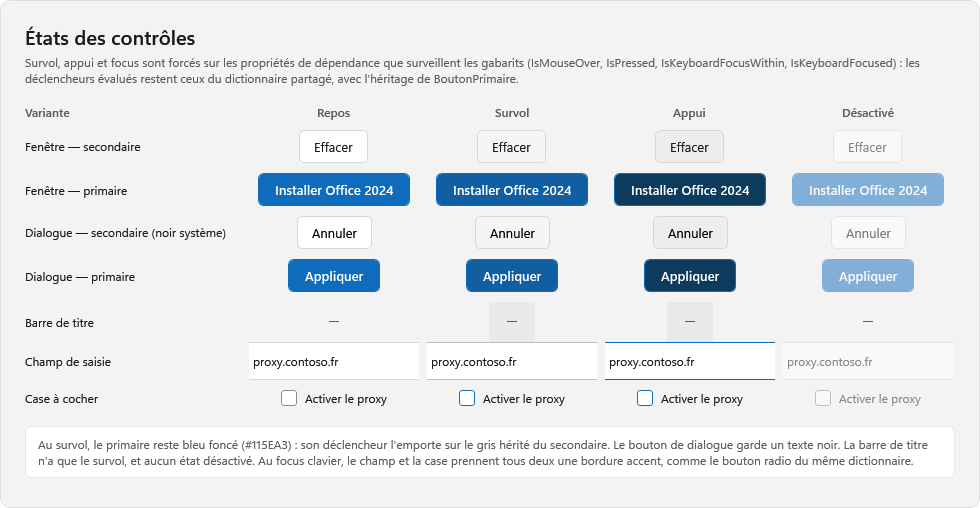 États des contrôles
Survol, appui et focus sont forcés sur les propriétés de dépendance que surveillent les gabarits (IsMouseOver, IsPressed, IsKeyboardFocusWithin, IsKeyboardFocused) : les
déclencheurs évalués restent ceux du dictionnaire partagé, avec l'héritage de BoutonPrimaire.
Variante Repos Survol Appui Désactivé
Fenêtre — secondaire Effacer Effacer Effacer Effacer
Fenêtre — primaire Installer Office 2024 Installer Office 2024 Installer Office 2024 Installer Office 2024
Dialogue — secondaire (noir système) Annuler Annuler Annuler Annuler
Dialogue — primaire Appliquer Appliquer Appliquer Appliquer
Barre de titre — — — —
Champ de saisie proxy.contoso.fr proxy.contoso.fr proxy.contoso.fr proxy.contoso.fr
Case à cocher Activer le proxy Activer le proxy Activer le proxy Activer le proxy
Au survol, le primaire reste bleu foncé (#115EA3) : son déclencheur l'emporte sur le gris hérité du secondaire. Le bouton de dialogue garde un texte noir. La barre de titre
n'a que le survol, et aucun état désactivé. Au focus clavier, le champ et la case prennent tous deux une bordure accent, comme le bouton radio du même dictionnaire.